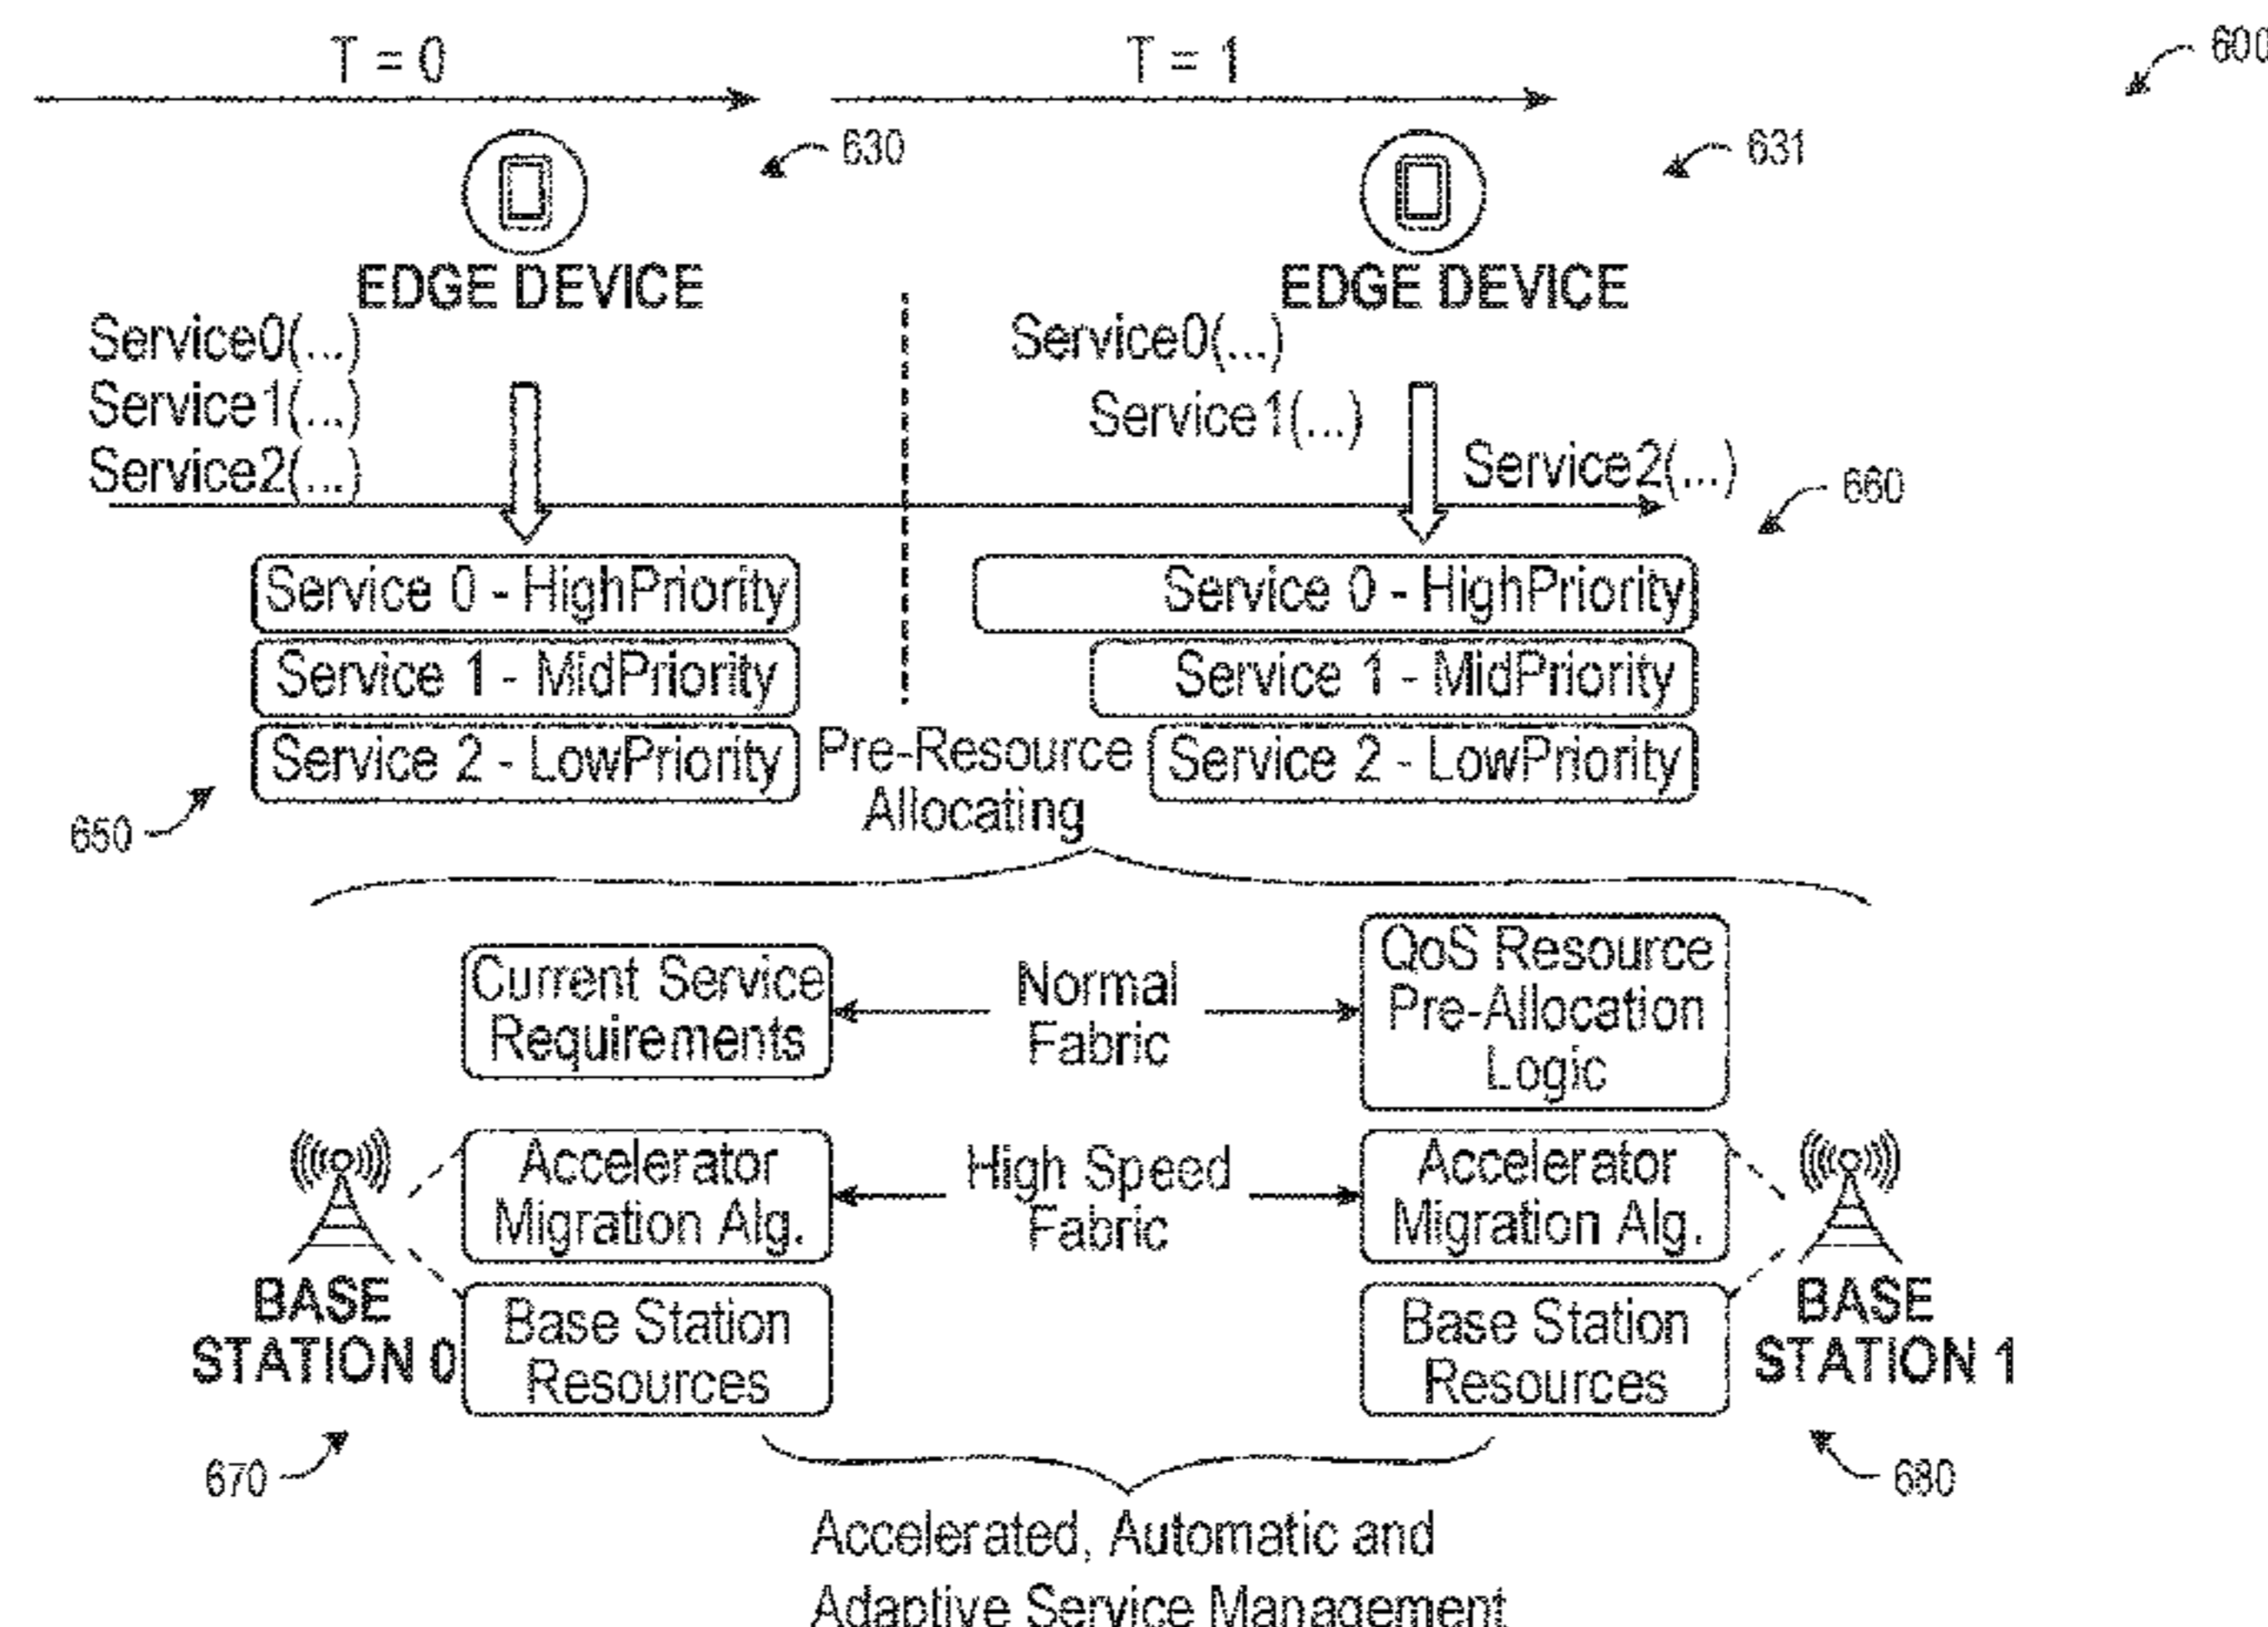 T = 0
T = 1
600
630
631
EDGE DEVICE
EDGE DEVICE
Service0(...)
Service1(...)
Service2(...)
Service0(...)
Service1(...)
Service2(...)
660
Service 0 - HighPriority
Service 1 - MidPriority
Service 2 - LowPriority
Service 0 - HighPriority
Service 1 - MidPriority
Service 2 - LowPriority
Pre-Resource
Allocating
650
Current Service
Requirements
Normal
Fabric
QoS Resource
Pre-Allocation
Logic
Accelerator
Migration Alg.
High Speed
Fabric
Accelerator
Migration Alg.
BASE
STATION 0
Base Station
Resources
Base Station
Resources
BASE
STATION 1
670
680
Accelerated, Automatic and
Adaptive Service Management